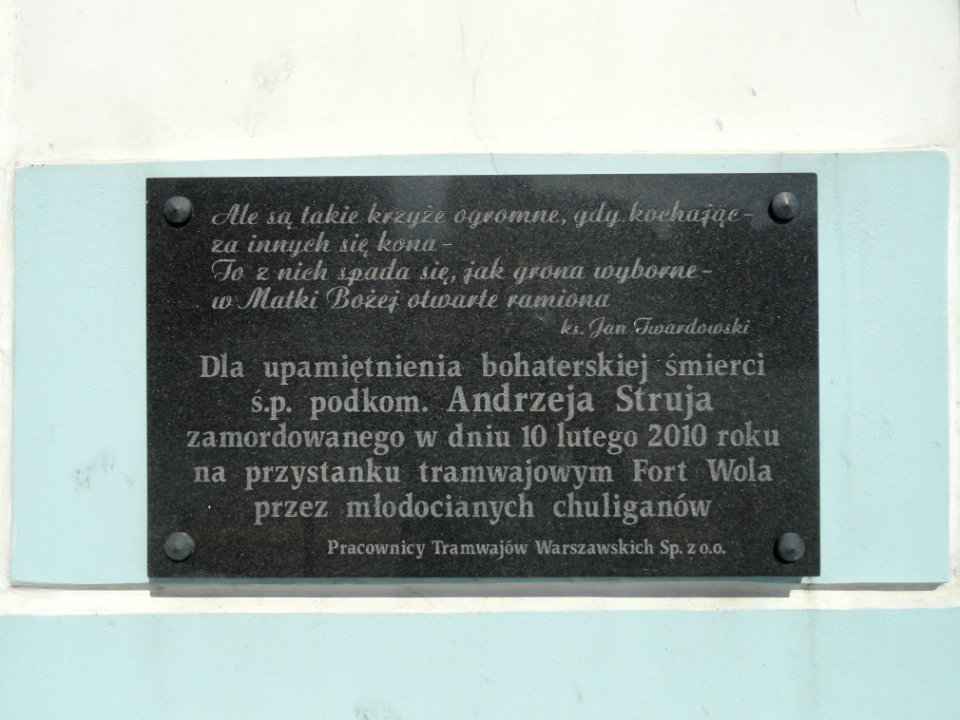 Ale są takie krzyże ogromne, gdy kochając-
za innych się kona-
To z nich spada się, jak grona wyborne-
w Matki Bożej otwarte ramiona
ks. Jan Twardowski
Dla upamiętnienia bohaterskiej śmierci
ś.p. podkom. Andrzeja Struja
zamordowanego w dniu 10 lutego 2010 roku
na przystanku tramwajowym Fort Wola
przez młodocianych chuliganów
Pracownicy Tramwajów Warszawskich Sp. z o.o.